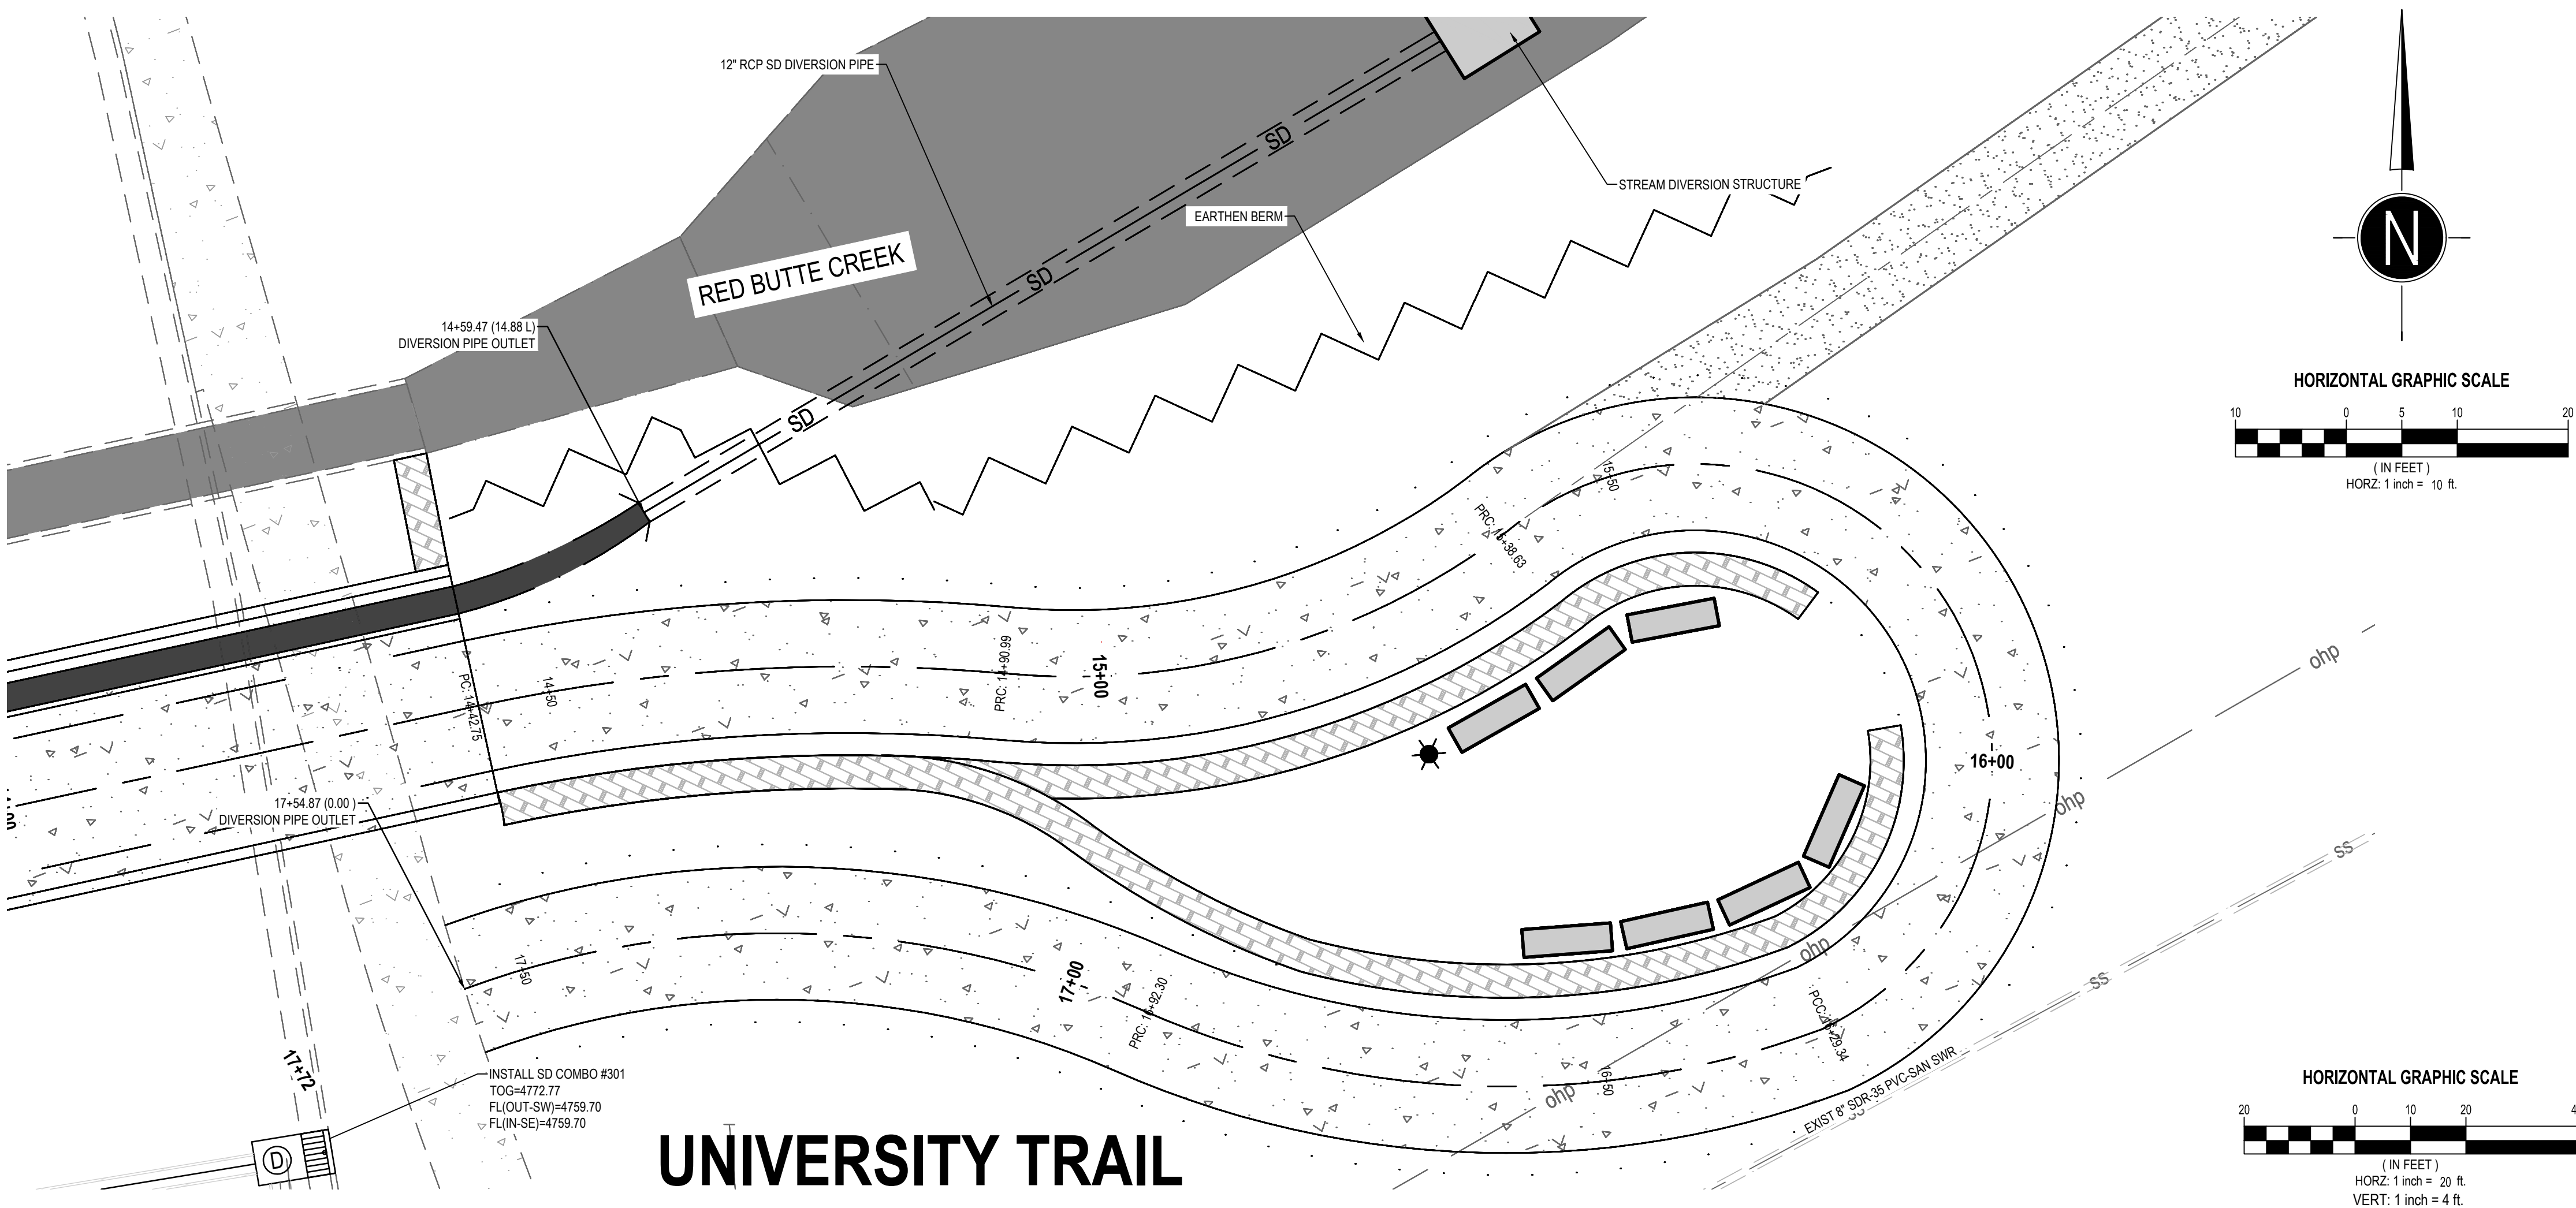 12" RCP SD DIVERSION PIPE
SD
STREAM DIVERSION STRUCTURE
EARTHEN BERM
N
RED BUTTE CREEK
SD
14+59.47 (14.88 L)
DIVERSION PIPE OUTLET
SD
HORIZONTAL GRAPHIC SCALE
10 0 5 10 20
( IN FEET )
HORZ: 1 inch = 10 ft.
15+50
PRC: 15+38.63
PRC: 14+90.99
15+00
14+50
PC: 14+42.75
ohp
16+00
ohp
17+54.87 (0.00 )
DIVERSION PIPE OUTLET
ss
ohp
ss
17+50
17+00
PRC: 16+92.30
PCC: 16+29.34
16+50
ohp
EXIST 8" SDR-35 PVC-SAN SWR
ss
17+72
INSTALL SD COMBO #301
TOG=4772.77
FL(OUT-SW)=4759.70
FL(IN-SE)=4759.70
D
UNIVERSITY TRAIL
HORIZONTAL GRAPHIC SCALE
20 0 10 20
( IN FEET )
HORZ: 1 inch = 20 ft.
VERT: 1 inch = 4 ft.